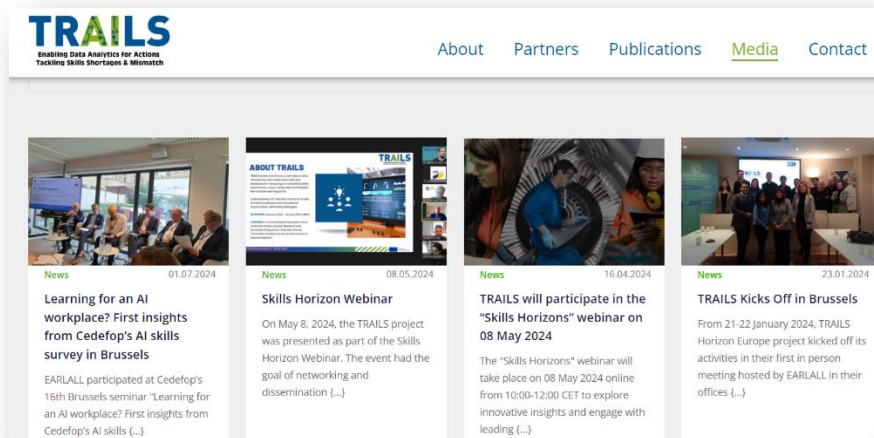 TRAILS
Enabling Data Analytics for Actions
Tackling Skills Shortages & Mismatch
About Partners Publications Media Contact
ABOUT TRAILS
TRAILS
News 01.07.2024
Learning for an AI
workplace? First insights
from Cedefop's AI skills
survey in Brussels
EARLALL participated at Cedefop's
16th Brussels seminar "Learning for
an AI workplace? First insights from
Cedefop's AI skills {...}
News 08.05.2024
Skills Horizon Webinar
On May 8, 2024, the TRAILS project
was presented as part of the Skills
Horizon Webinar. The event had the
goal of networking and
dissemination {...}
News 16.04.2024
TRAILS will participate in the
"Skills Horizons" webinar on
08 May 2024
The "Skills Horizons" webinar will
take place on 08 May 2024 online
from 10:00-12:00 CET to explore
innovative insights and engage with
leading {...}
News 23.01.2024
TRAILS Kicks Off in Brussels
From 21-22 January 2024, TRAILS
Horizon Europe project kicked off its
activities in their first in person
meeting hosted by EARLALL in their
offices {...}